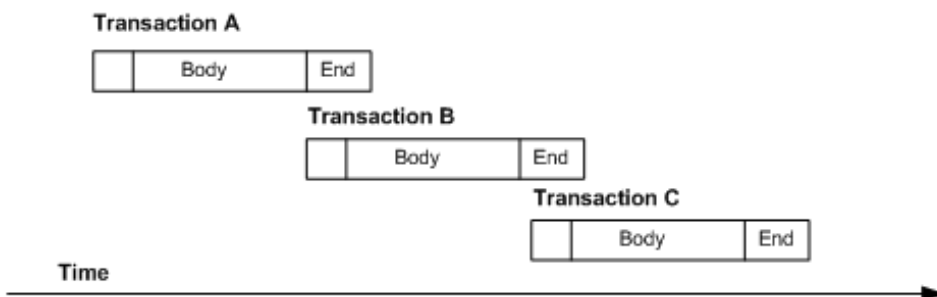 Transaction A
Body End
Transaction B
Body End
Transaction C
Body End
Time